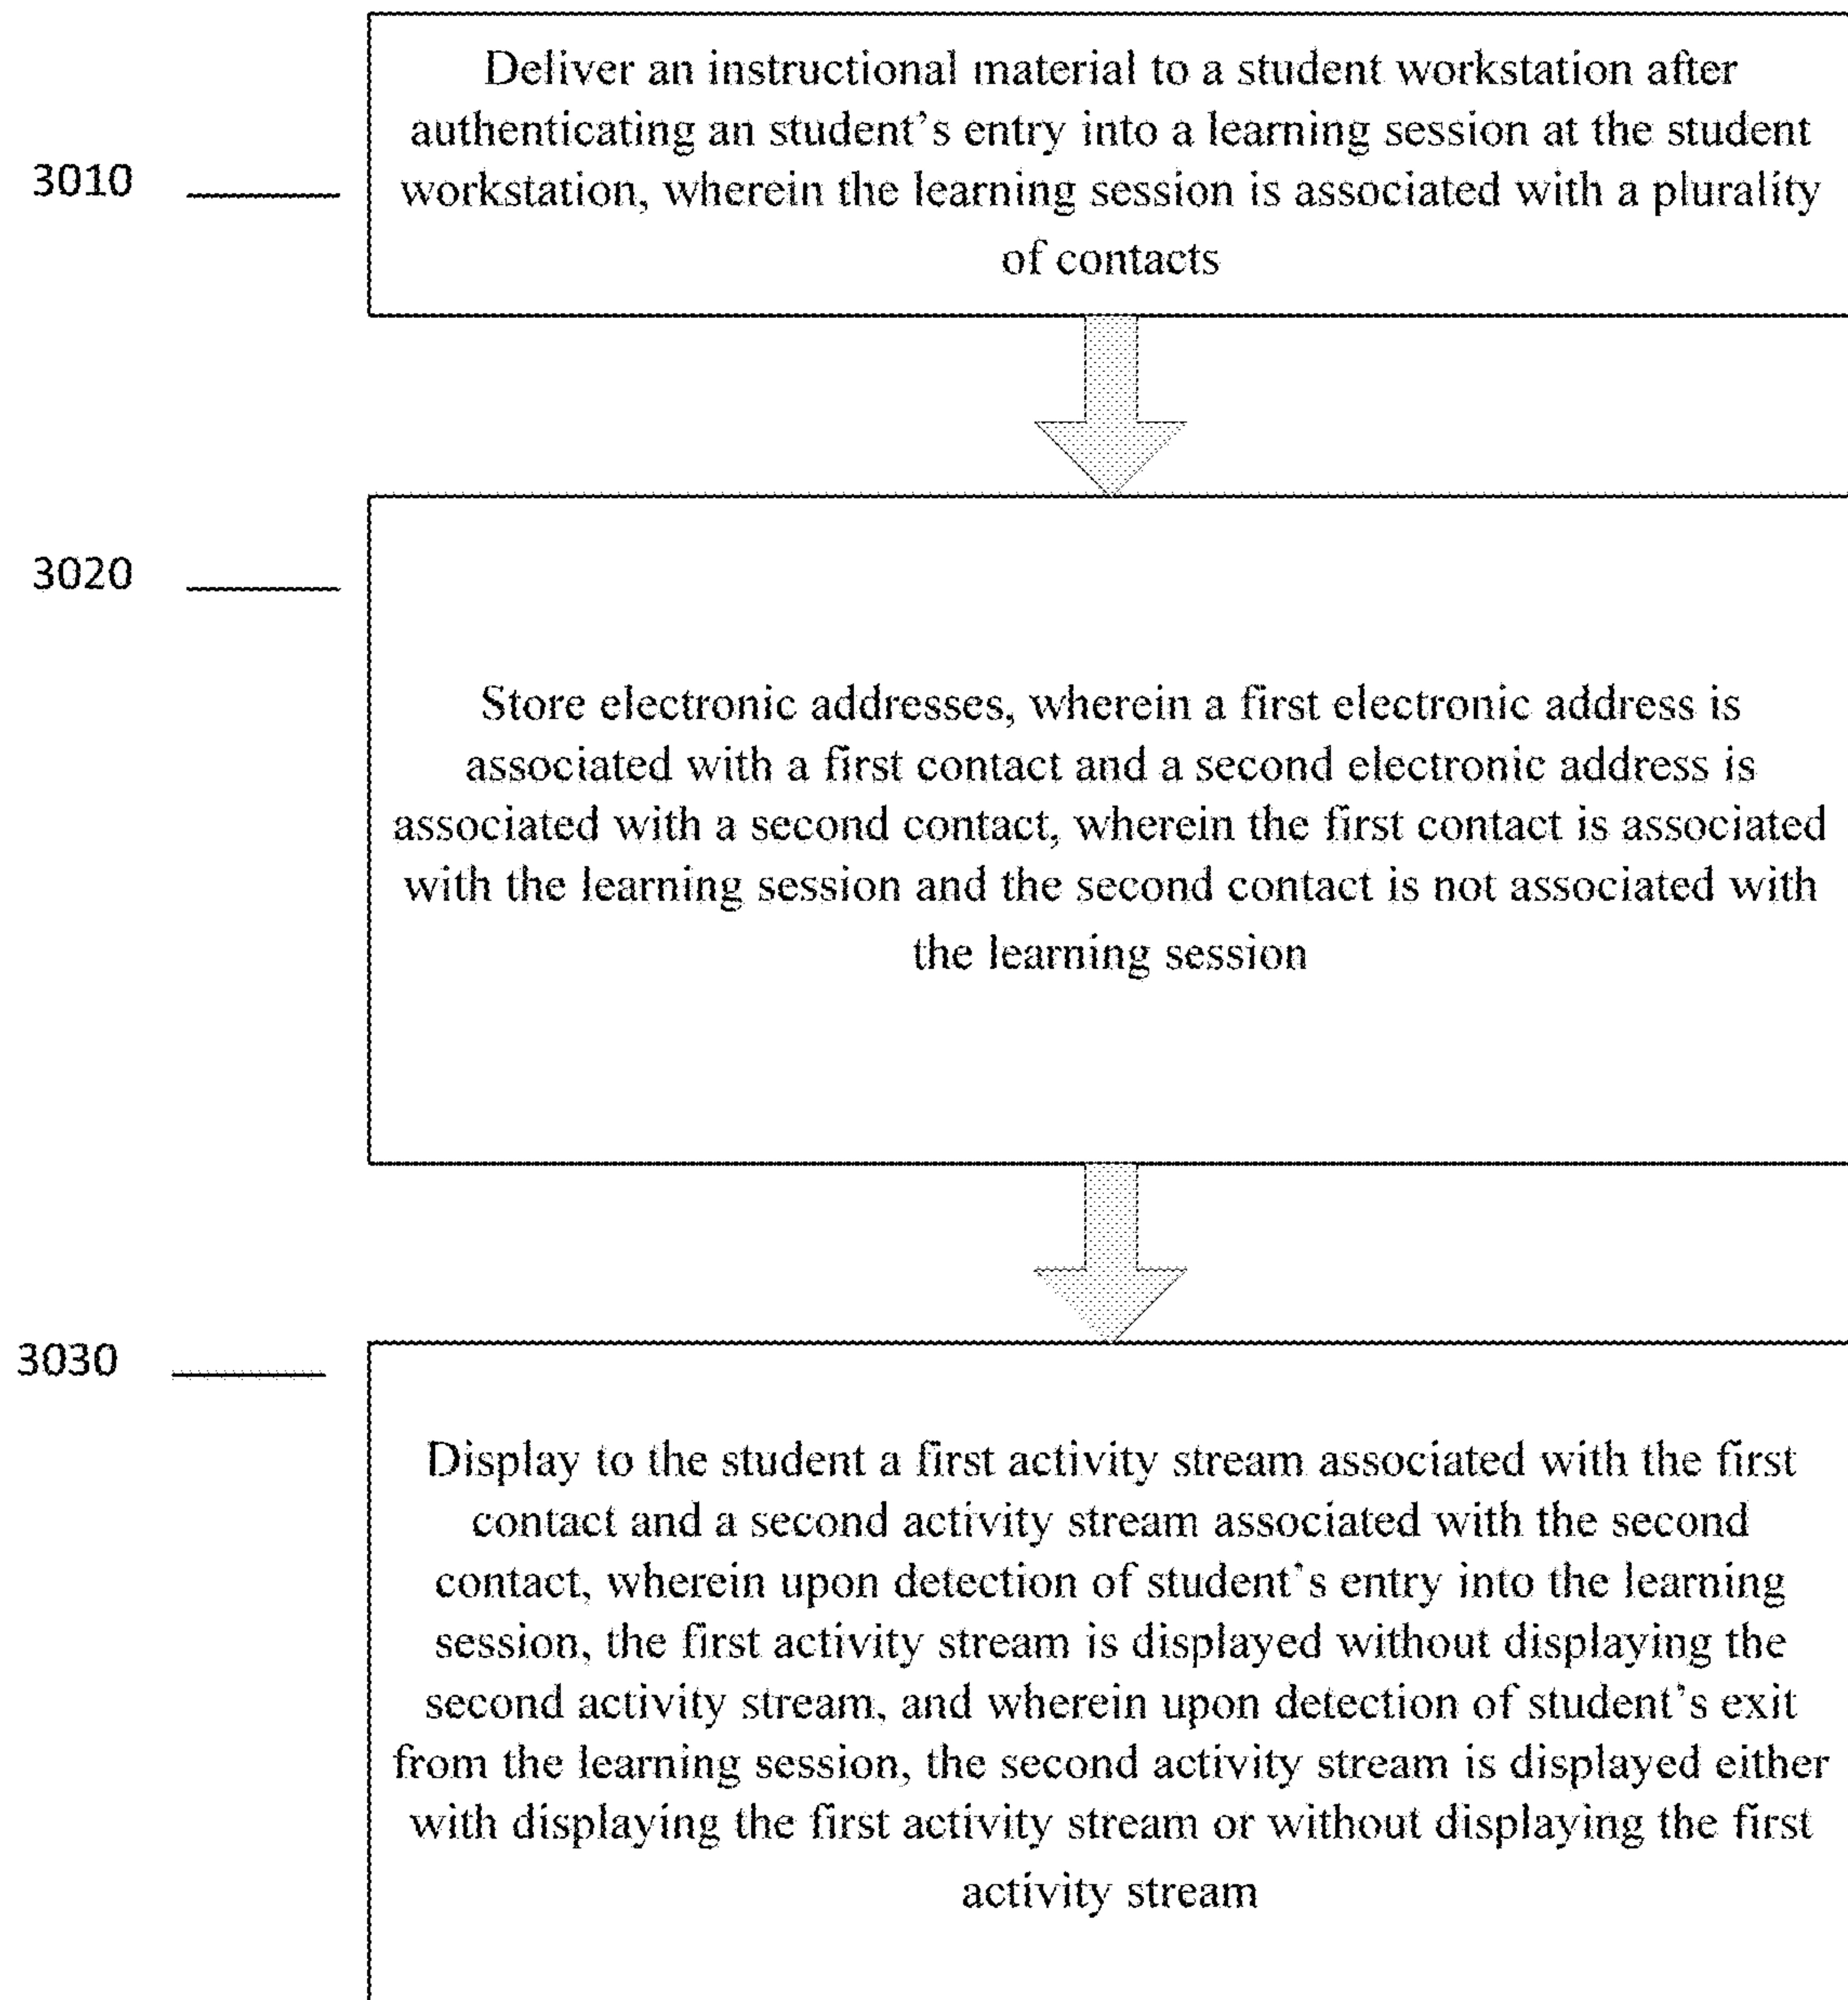 Deliver an instructional material to a student workstation after
authenticating an student's entry into a learning session at the student
3010
workstation, wherein the learning session is associated with a plurality
of contacts
3020
Store electronic addresses, wherein a first electronic address is
associated with a first contact and a second electronic address is
associated with a second contact, wherein the first contact is associated
with the learning session and the second contact is not associated with
the learning session
3030
Display to the student a first activity stream associated with the first
contact and a second activity stream associated with the second
contact, wherein upon detection of student's entry into the learning
session, the first activity stream is displayed without displaying the
second activity stream, and wherein upon detection of student's exit
from the learning session, the second activity stream is displayed either
with displaying the first activity stream or without displaying the first
activity stream